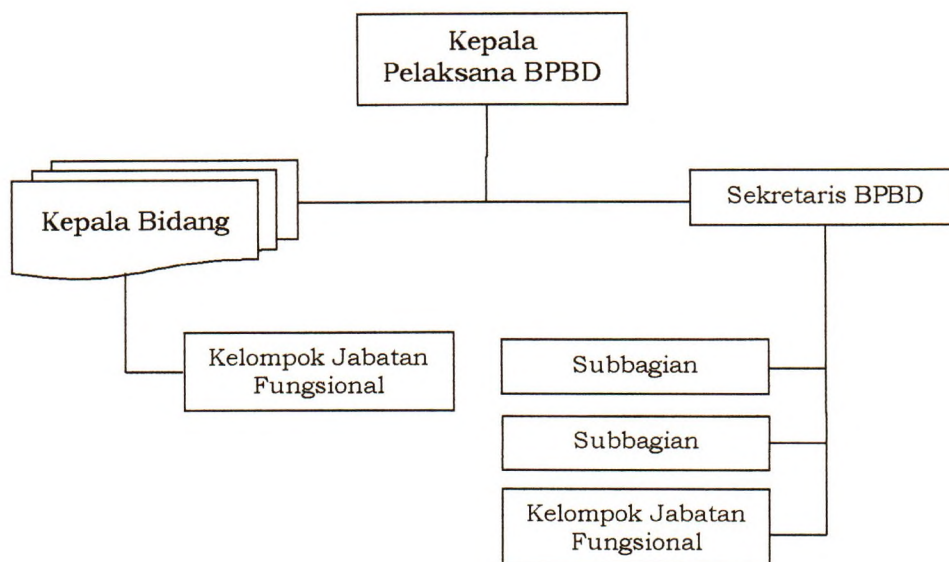 Kepala
Pelaksana BPBD
Kepala Bidang
Sekretaris BPBD
Kelompok Jabatan
Fungsional
Subbagian
Subbagian
Kelompok Jabatan
Fungsional